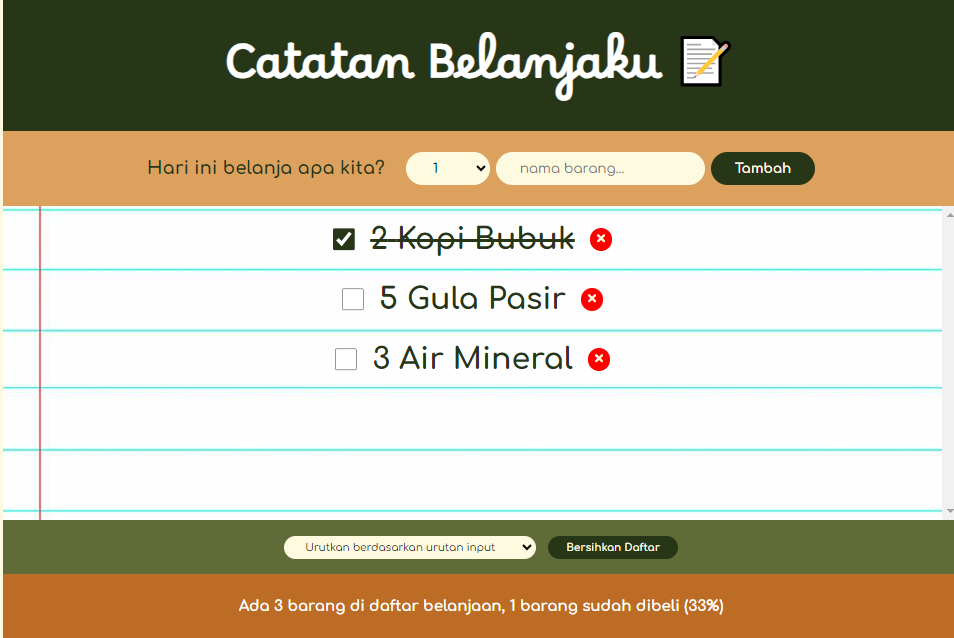 Catatan Belanjaku 📝
Hari ini belanja apa kita? 1 nama barang... Tambah
2 Kopi Bubuk
5 Gula Pasir
3 Air Mineral
Urutkan berdasarkan urutan input Bersihkan Daftar
Ada 3 barang di daftar belanjaan, 1 barang sudah dibeli (33%)